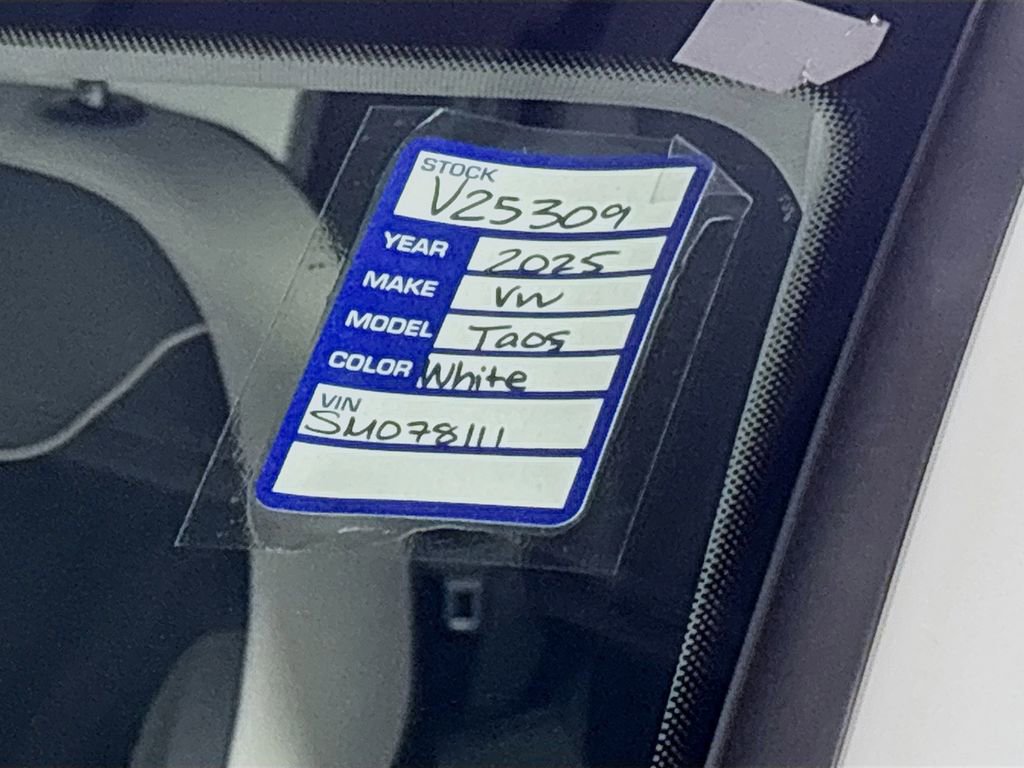 STOCK
V25309
YEAR 2025
MAKE VW
MODEL Taos
COLOR White
VIN
SM078111